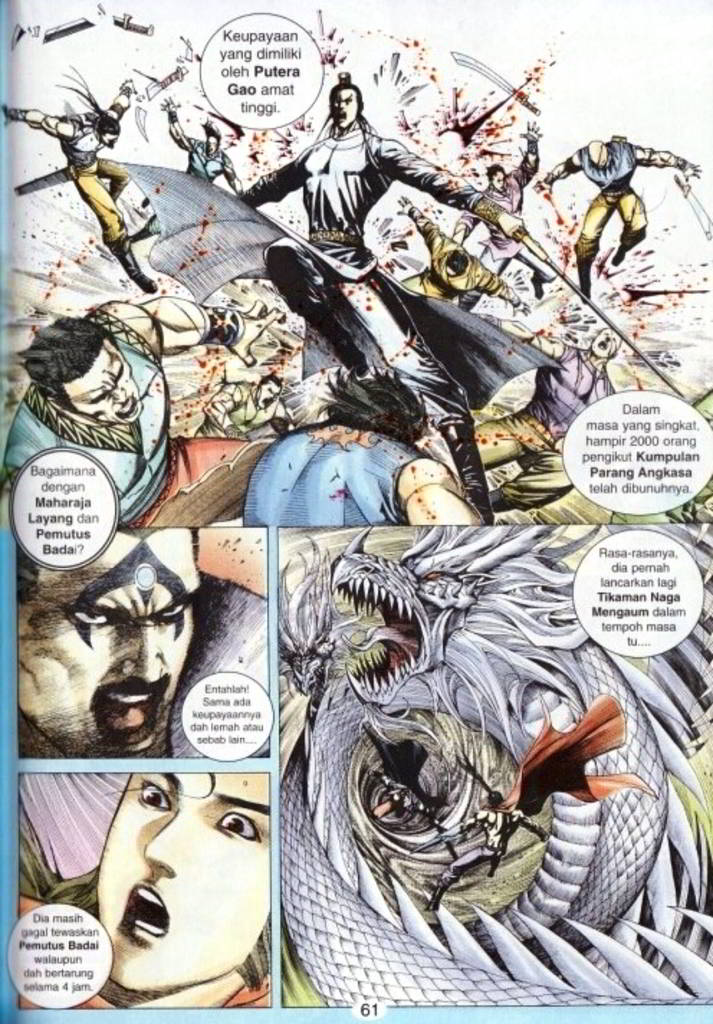 Keupayaan
yang dimiliki
oleh Putera
Gao amat
tinggi.
Dalam
masa yang singkat,
hampir 2000 orang
pengikut Kumpulan
Parang Angkasa
telah dibunuhnya.
Bagaimana
dengan
Maharaja
Layang dan
Pemutus
Badai?
Entahlah!
Sama ada
keupayaannya
dah lemah atau
sebab lain....
Rasa-rasanya,
dia pernah
lancarkan lagi
Tikaman Naga
Mengaum dalam
tempoh masa
tu....
Dia masih
gagal tewaskan
Pemutus Badai
walaupun
dah bertarung
selama 4 jam.
61